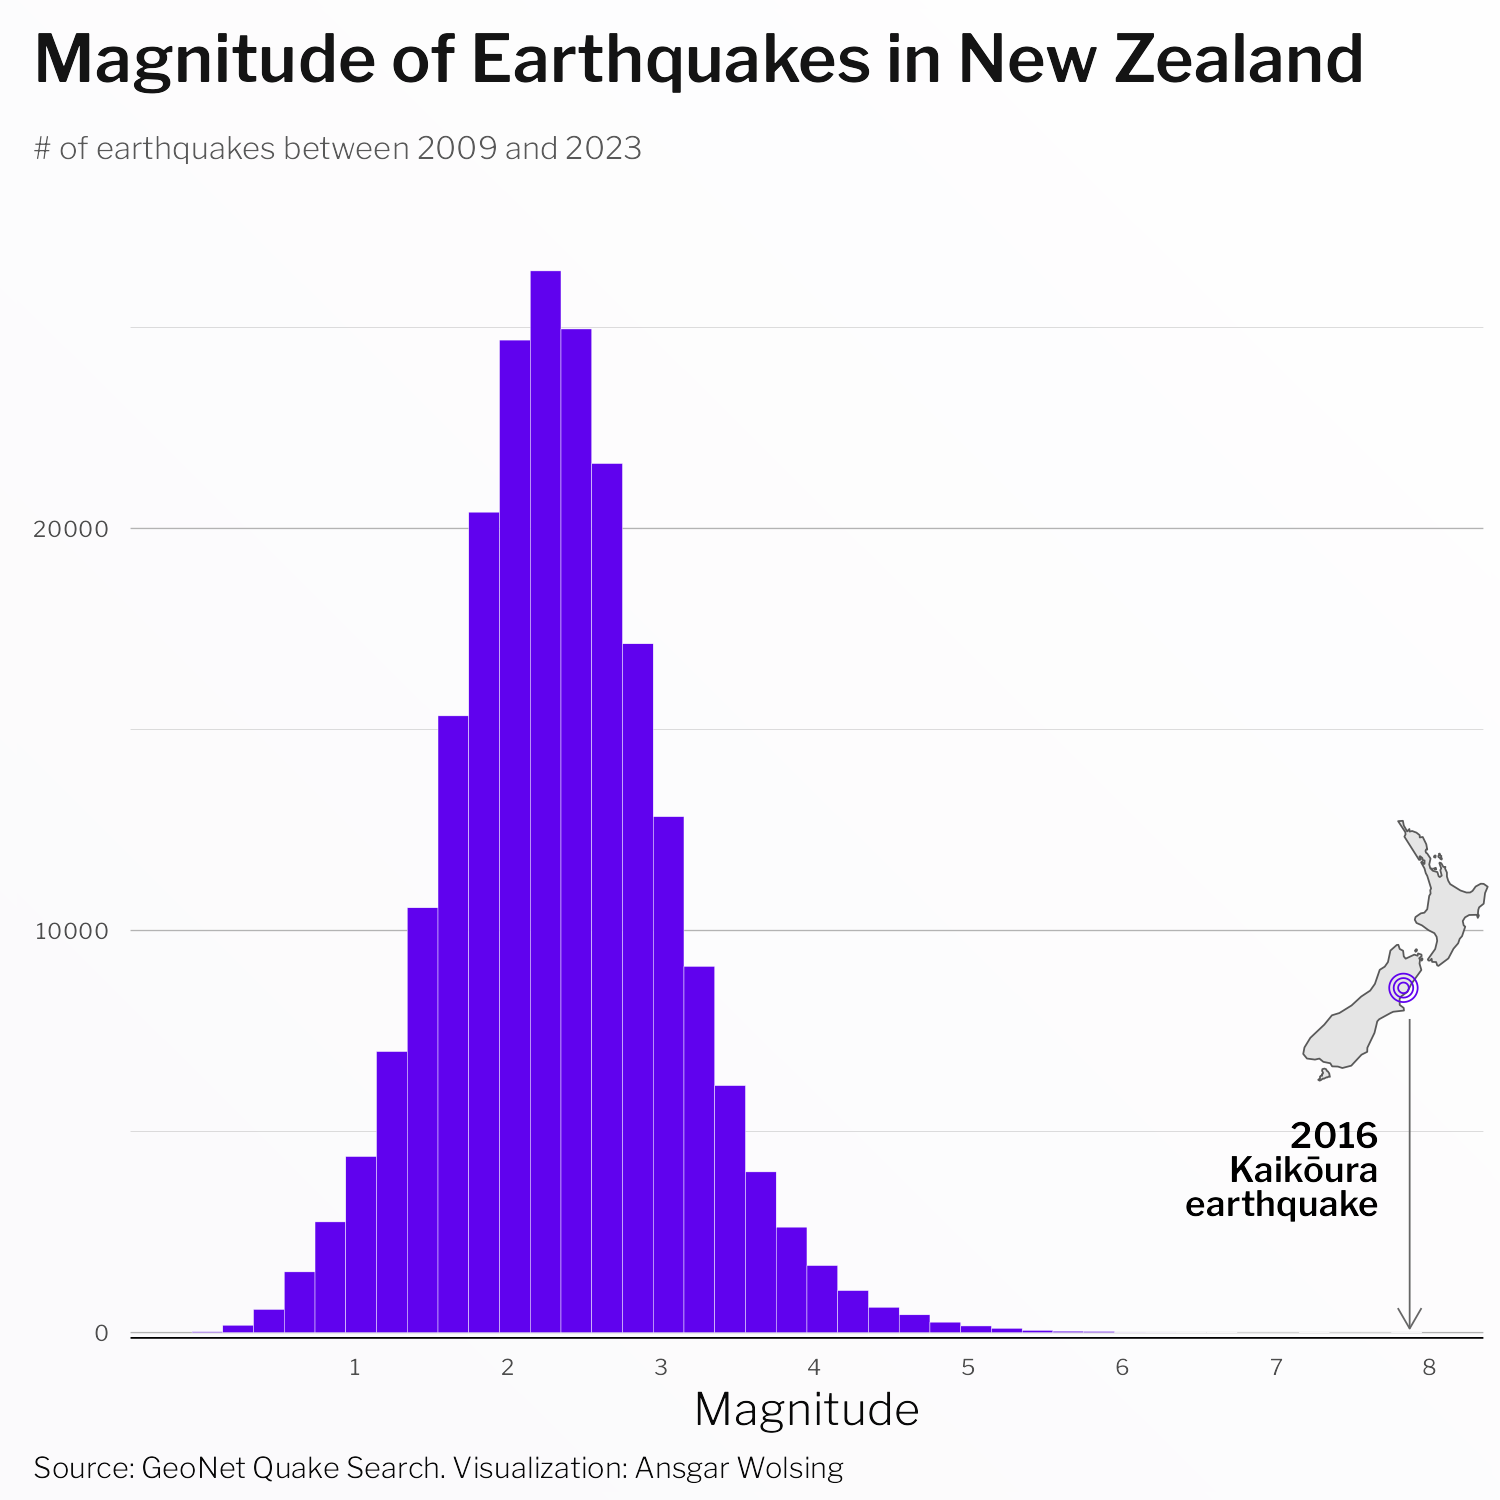 Magnitude of Earthquakes in New Zealand
# of earthquakes between 2009 and 2023
20000
10000
0
2016
Kaikōura
earthquake
1 2 3 4 5 6 7 8
Magnitude
Source: GeoNet Quake Search. Visualization: Ansgar Wolsing